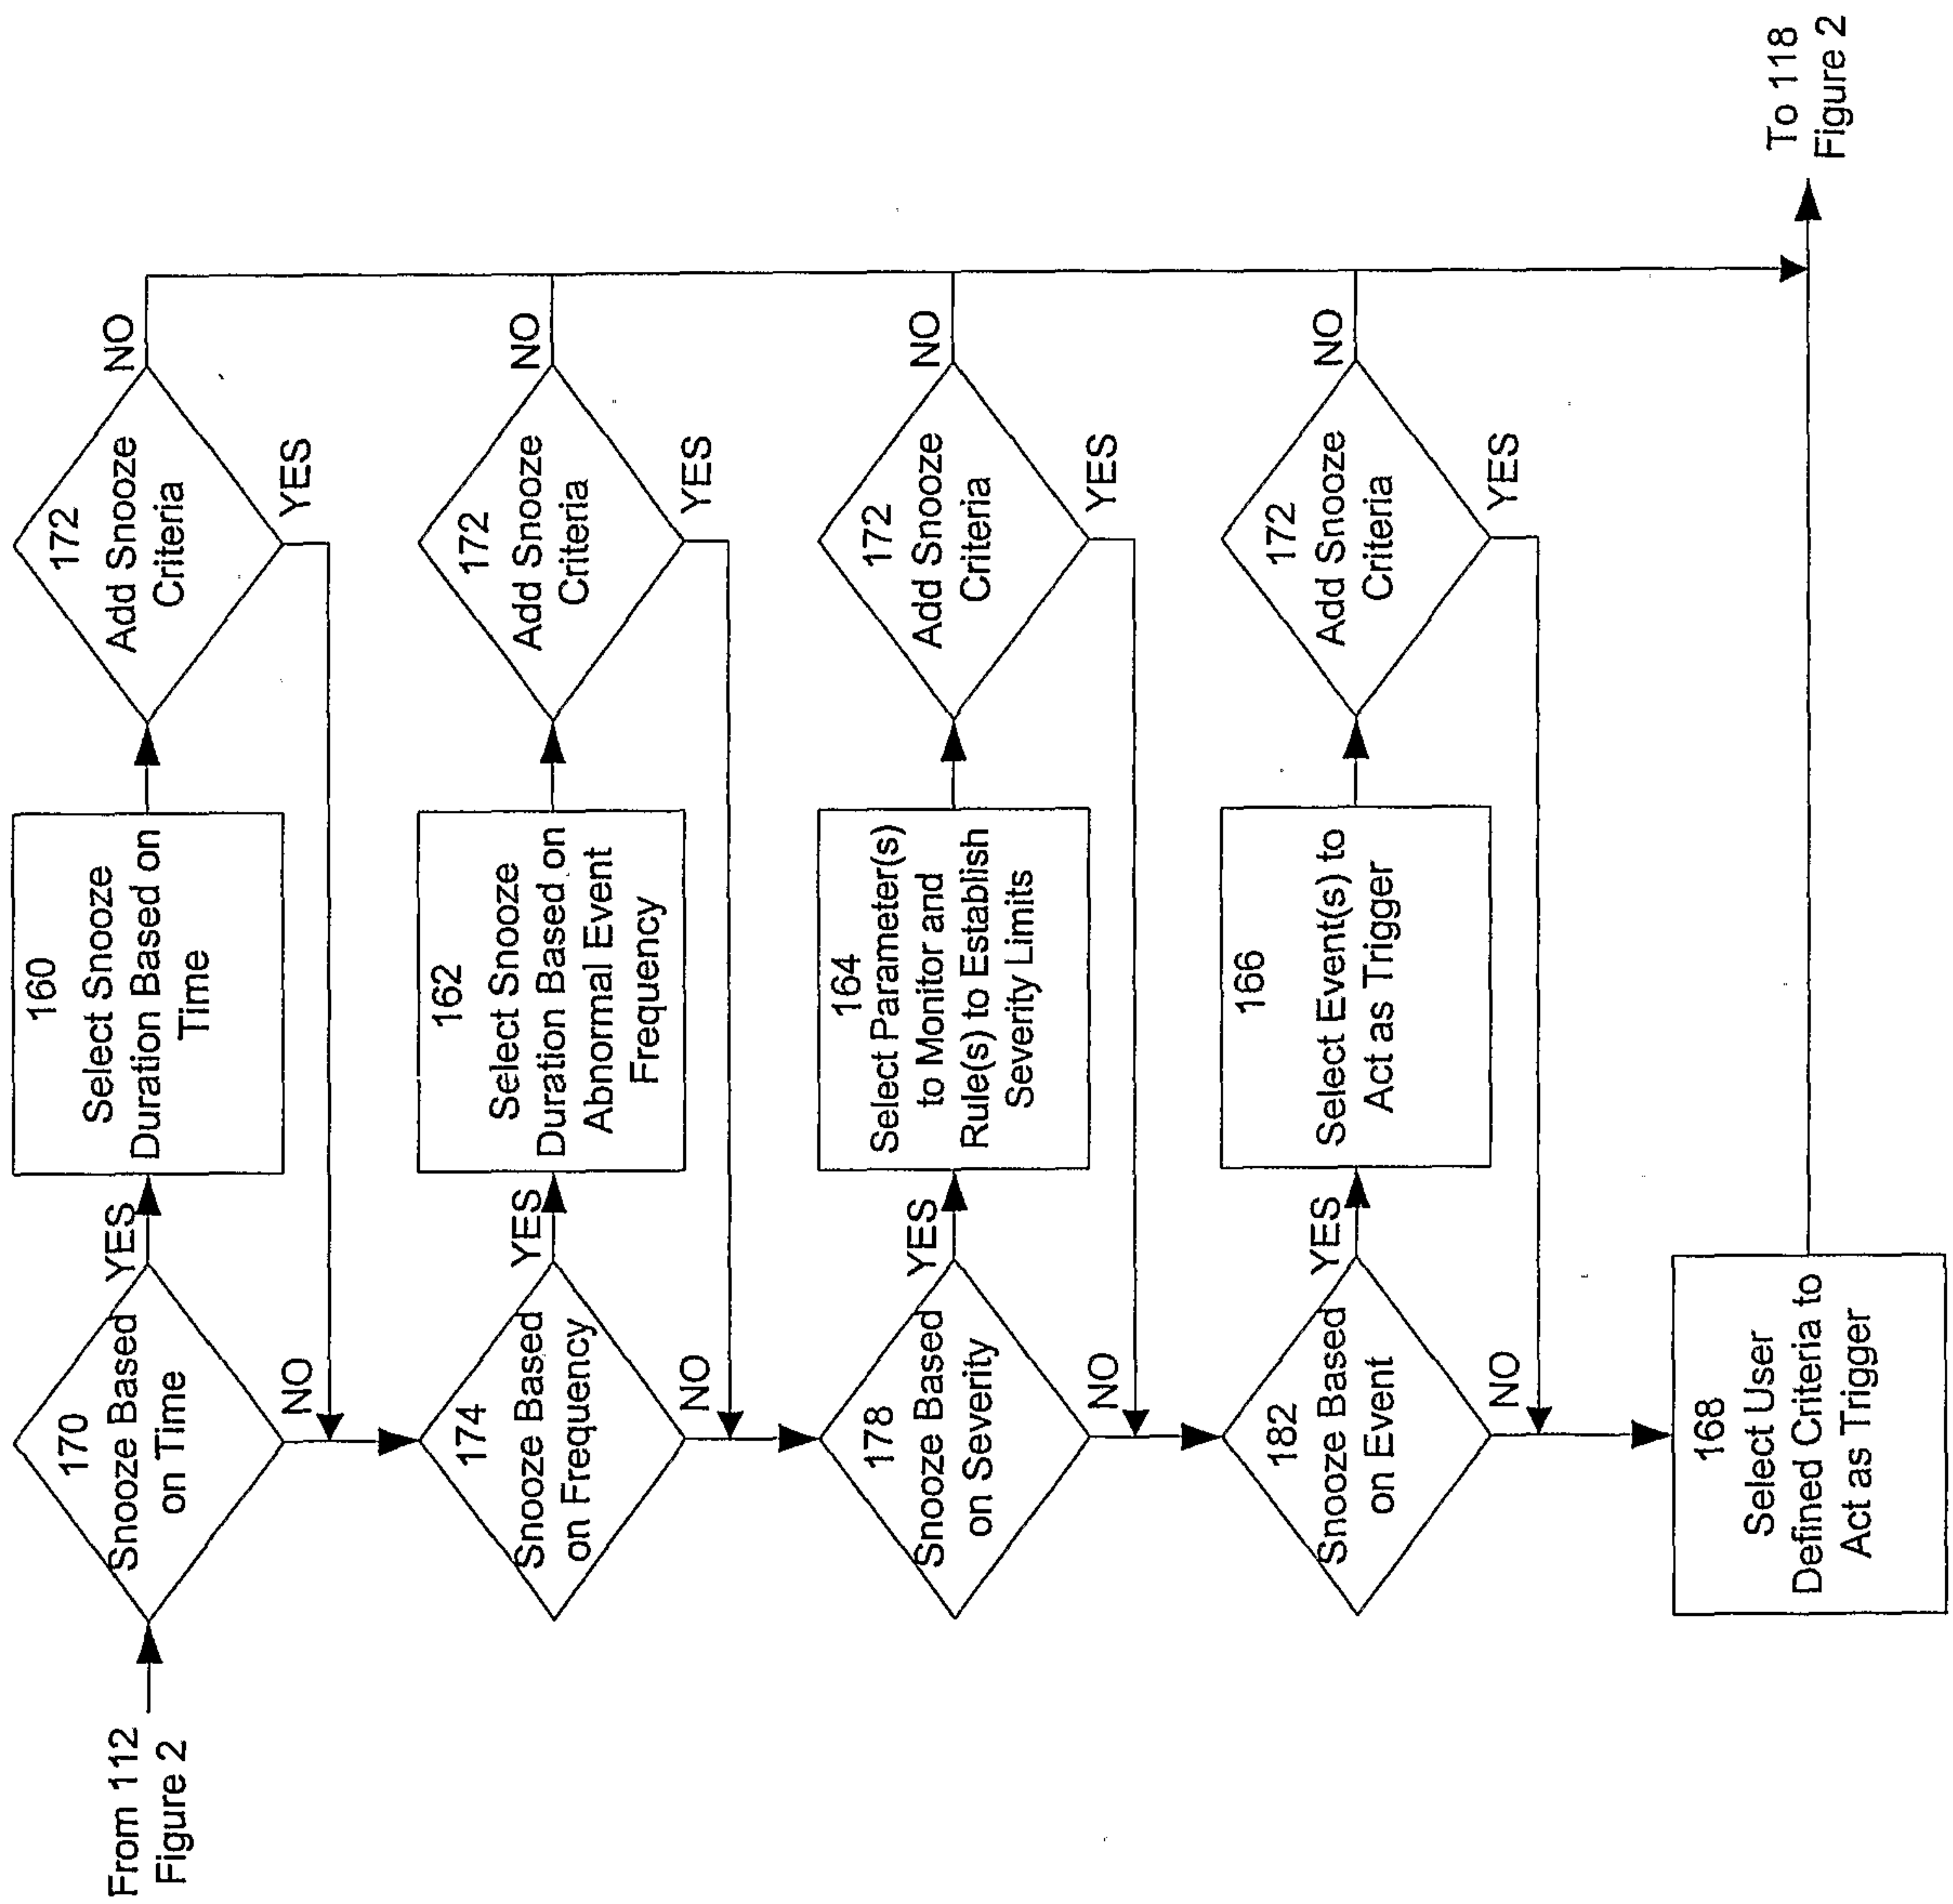 From 112
Figure 2
170
Snooze Based
on Time
YES
NO
160
Select Snooze
Duration Based on
Time
172
Add Snooze
Criteria
NO
YES
174
Snooze Based
on Frequency
YES
NO
162
Select Snooze
Duration Based on
Abnormal Event
Frequency
172
Add Snooze
Criteria
NO
YES
178
Snooze Based
on Severity
YES
NO
164
Select Parameter(s)
to Monitor and
Rule(s) to Establish
Severity Limits
172
Add Snooze
Criteria
NO
YES
182
Snooze Based
on Event
YES
NO
166
Select Event(s) to
Act as Trigger
172
Add Snooze
Criteria
NO
YES
168
Select User
Defined Criteria to
Act as Trigger
To 118
Figure 2